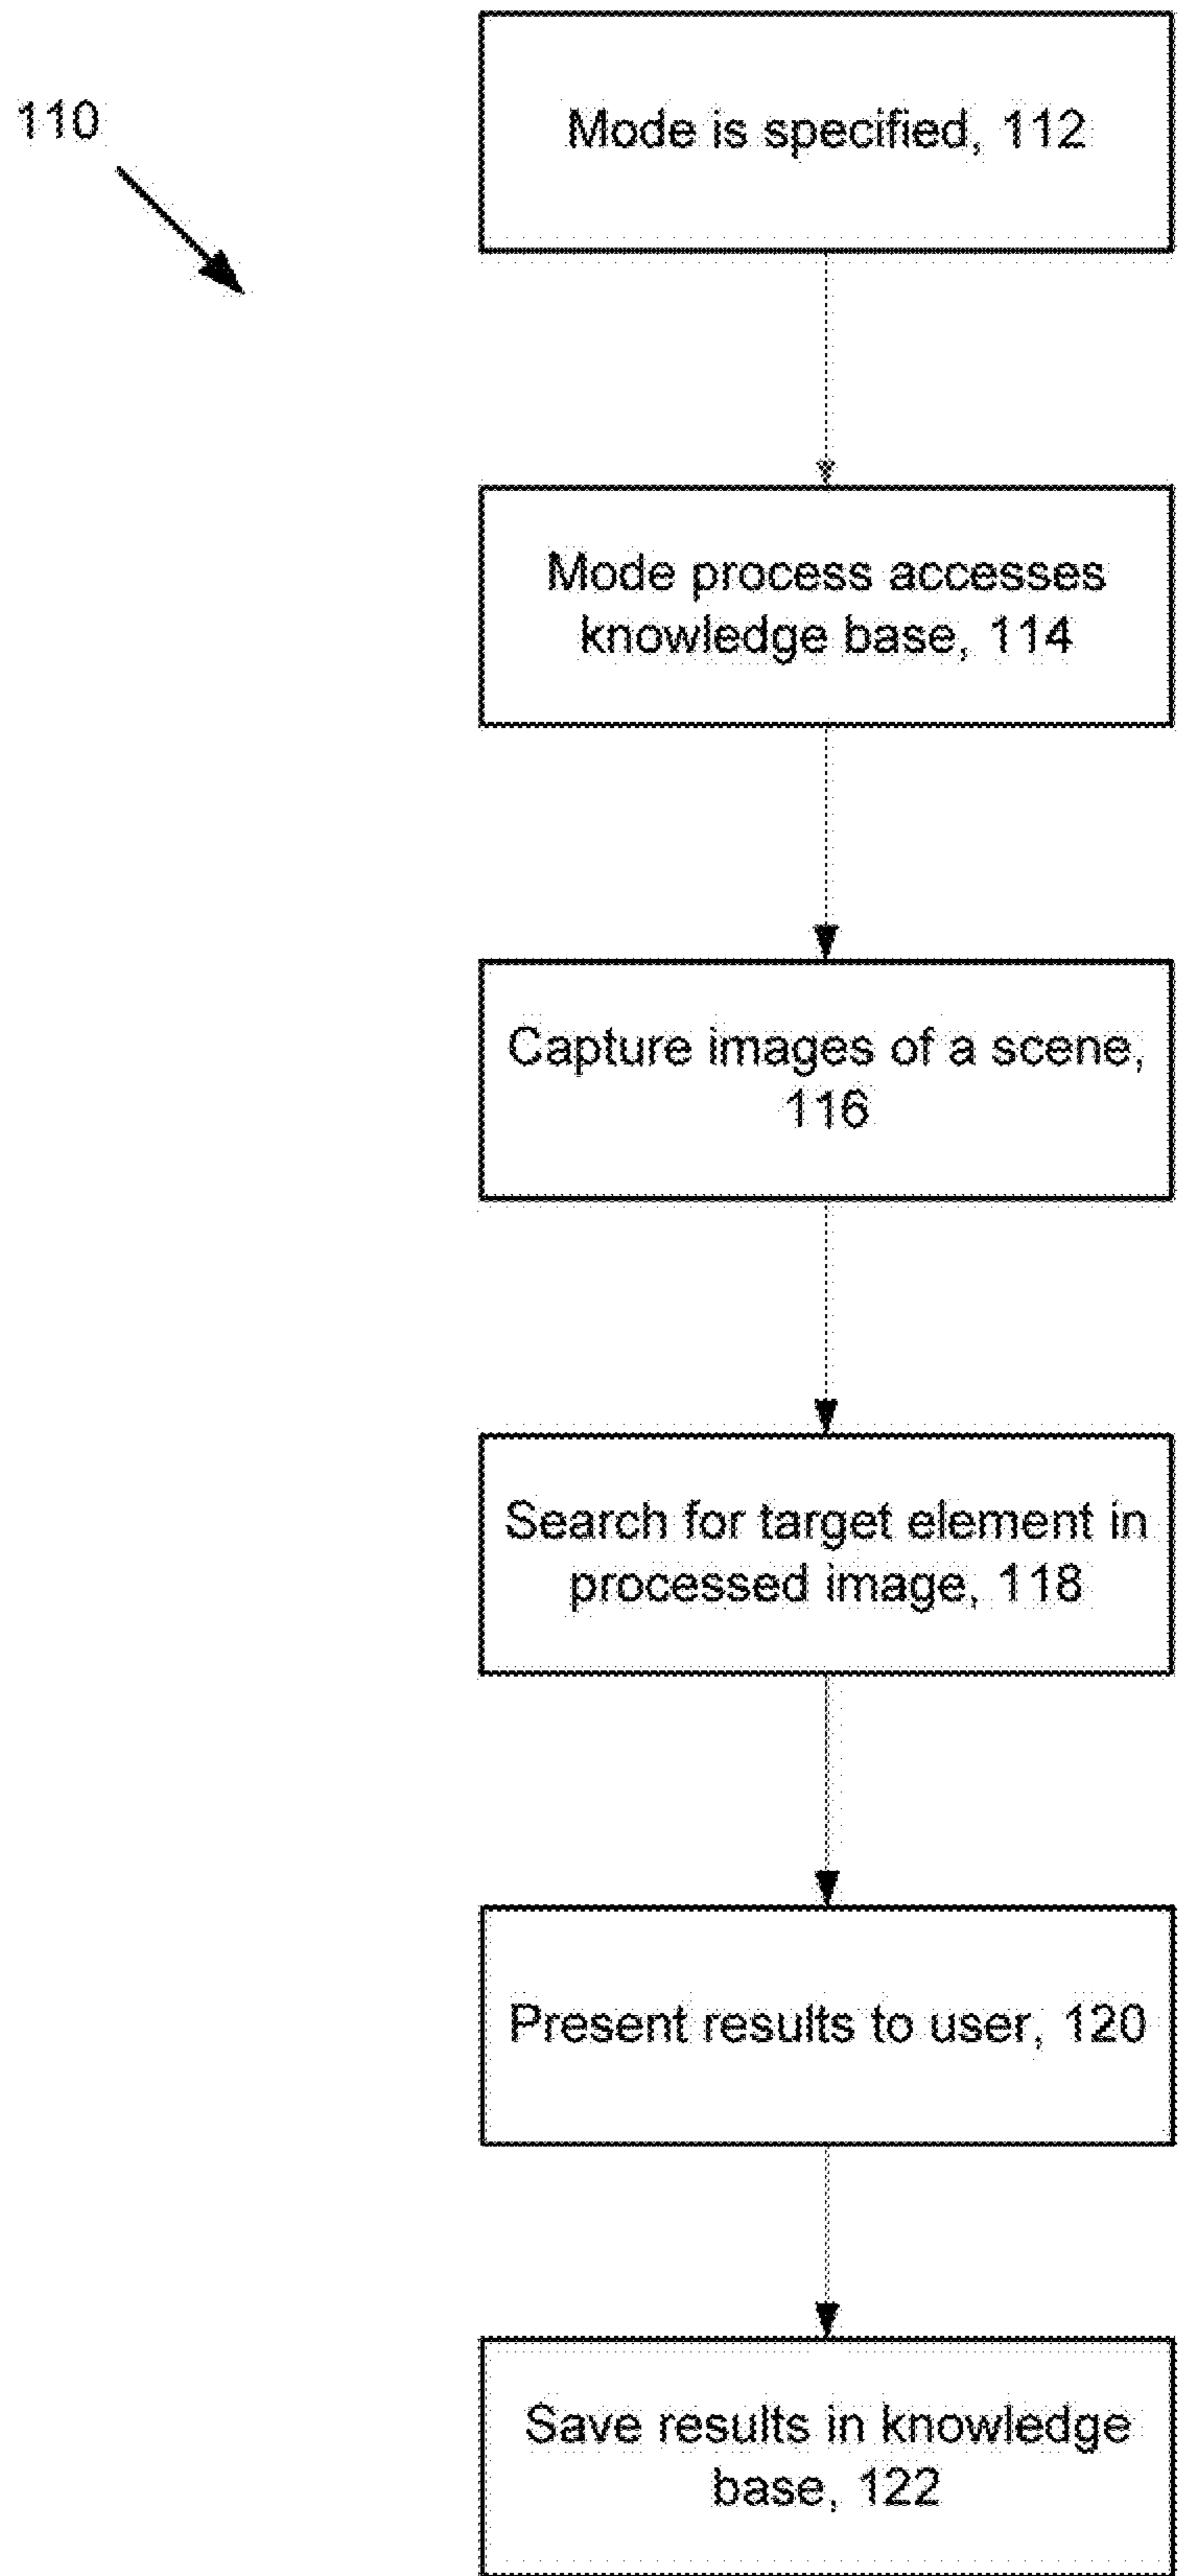 110
Mode is specified, 112
Mode process accesses
knowledge base, 114
Capture images of a scene,
116
Search for target element in
processed image, 118
Present results to user, 120
Save results in knowledge
base, 122